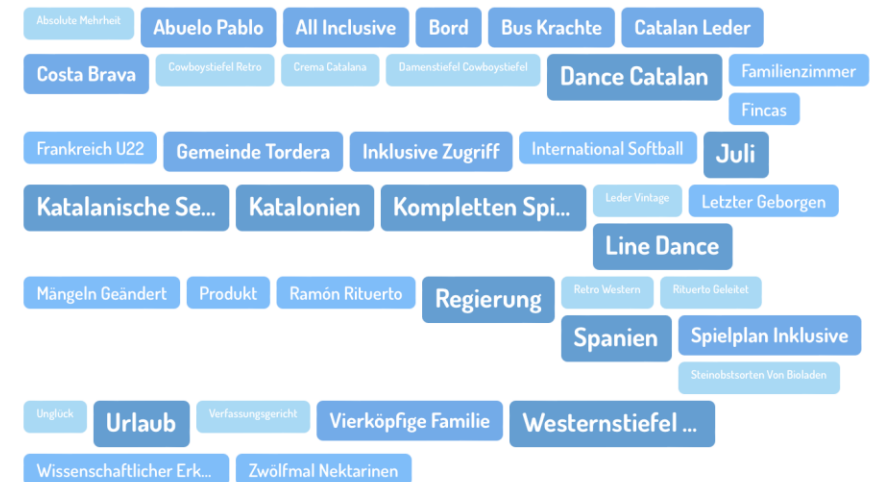 Absolute Mehrheit
Abuelo Pablo
All Inclusive
Bord
Bus Krachte
Catalan Leder
Costa Brava
Cowboystiefel Retro
Crema Catalana
Damenstiefel Cowboystiefel
Dance Catalan
Familienzimmer
Fincas
Frankreich U22
Gemeinde Tordera
Inklusive Zugriff
International Softball
Juli
Katalanische Se...
Katalonien
Kompletten Spi...
Leder Vintage
Letzter Geborgen
Line Dance
Mängeln Geändert
Produkt
Ramón Rituerto
Regierung
Retro Western
Rituerto Geleitet
Spanien
Spielplan Inklusive
Steinobstsorten Von Bioladen
Unglück
Urlaub
Verfassungsgericht
Vierköpfige Familie
Westernstiefel ...
Wissenschaftlicher Erk...
Zwölfmal Nektarinen